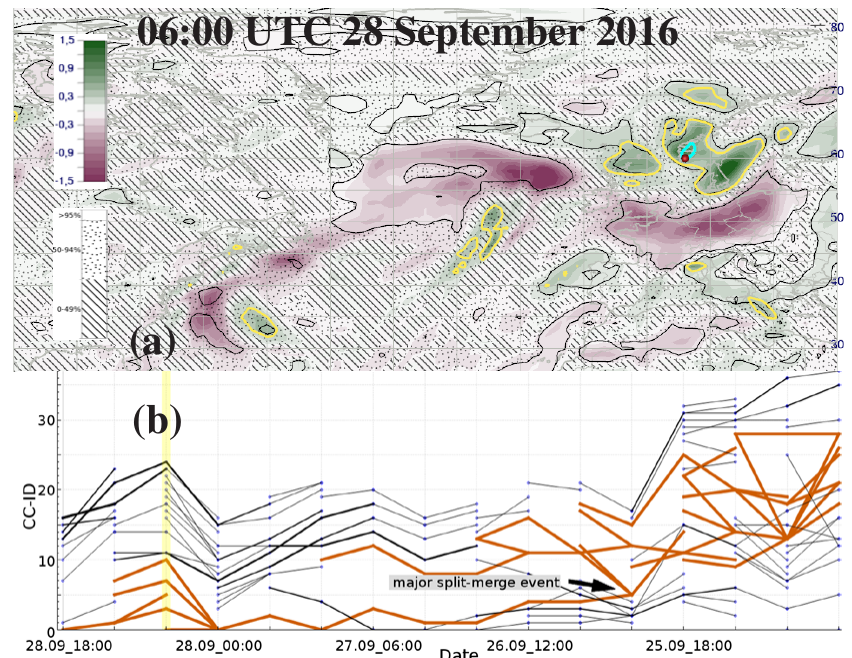 06:00 UTC 28 September 2016
1,5
0,9
0,3
-0,3
-0,9
-1,5
>95%
50-94%
0-49%
80
70
60
50
40
30
(a)
(b)
30
20
10
0
CC-ID
major split-merge event
28.09_18:00 28.09_00:00 27.09_06:00 26.09_12:00 25.09_18:00
Date